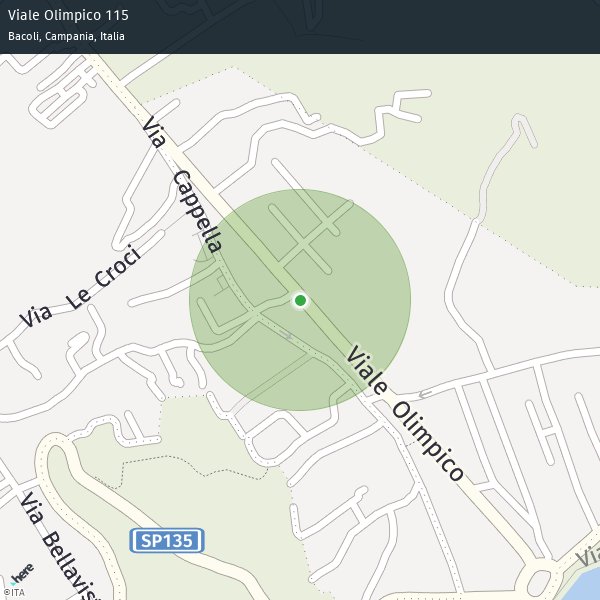 Viale Olimpico 115
Bacoli, Campania, Italia
Via Cappella
Via Le Croci
Viale Olimpico
SP135
Via Bellavis
Via
here
©ITA